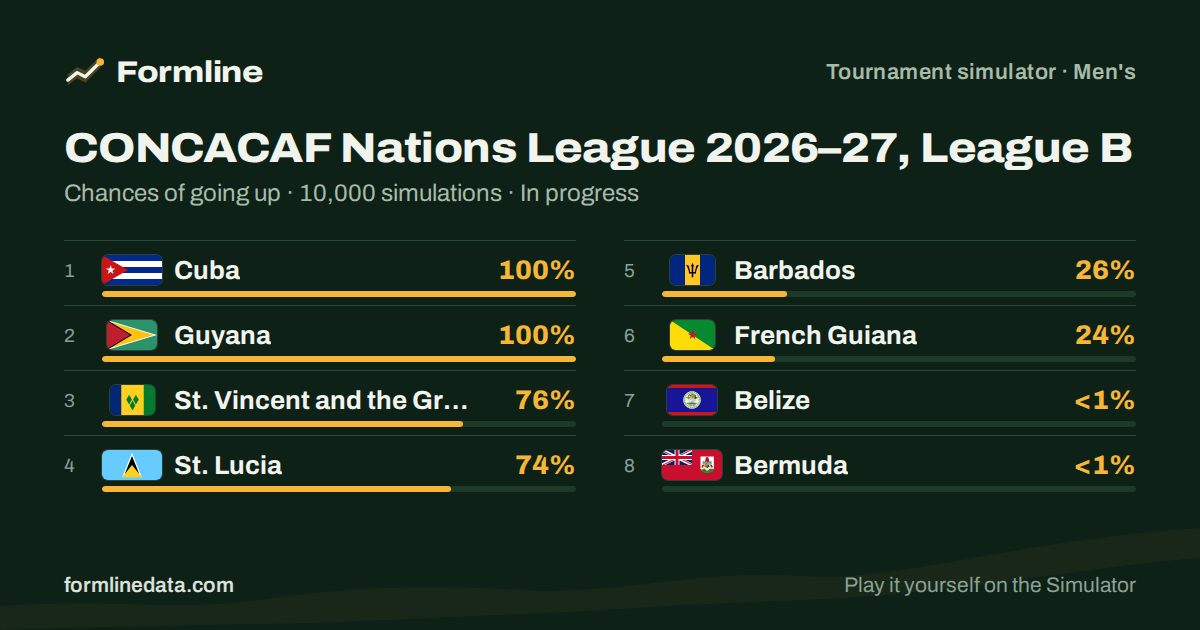 Formline
Tournament simulator · Men's
CONCACAF Nations League 2026–27, League B
Chances of going up · 10,000 simulations · In progress
1 Cuba 100%
2 Guyana 100%
3 St. Vincent and the Gr... 76%
4 St. Lucia 74%
5 Barbados 26%
6 French Guiana 24%
7 Belize <1%
8 Bermuda <1%
formlinedata.com
Play it yourself on the Simulator